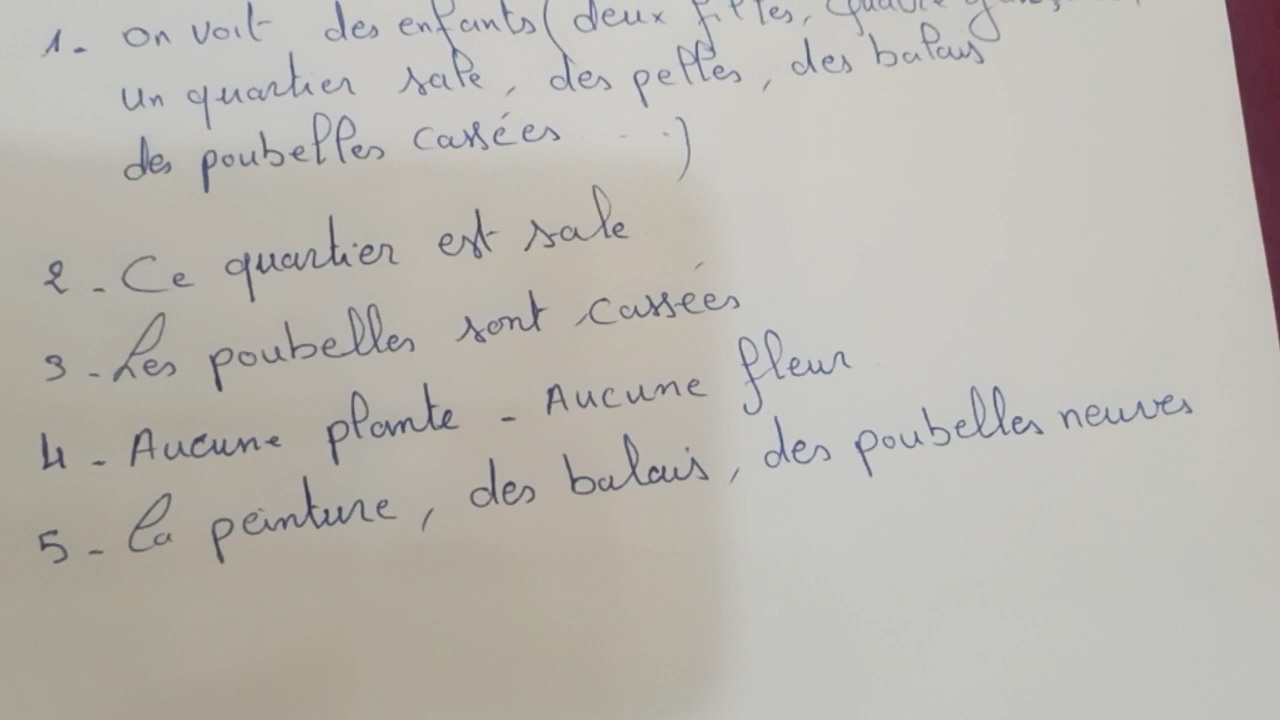 1. on voit des enfants (deux filles, quatre
un quartier sale, des pelles, des balais
des poubelles cassées ...)
2. Ce quartier est sale
3. Les poubelles sont cassées
4. Aucune plante - Aucune fleur
5. La peinture, des balais, des poubelles neuves